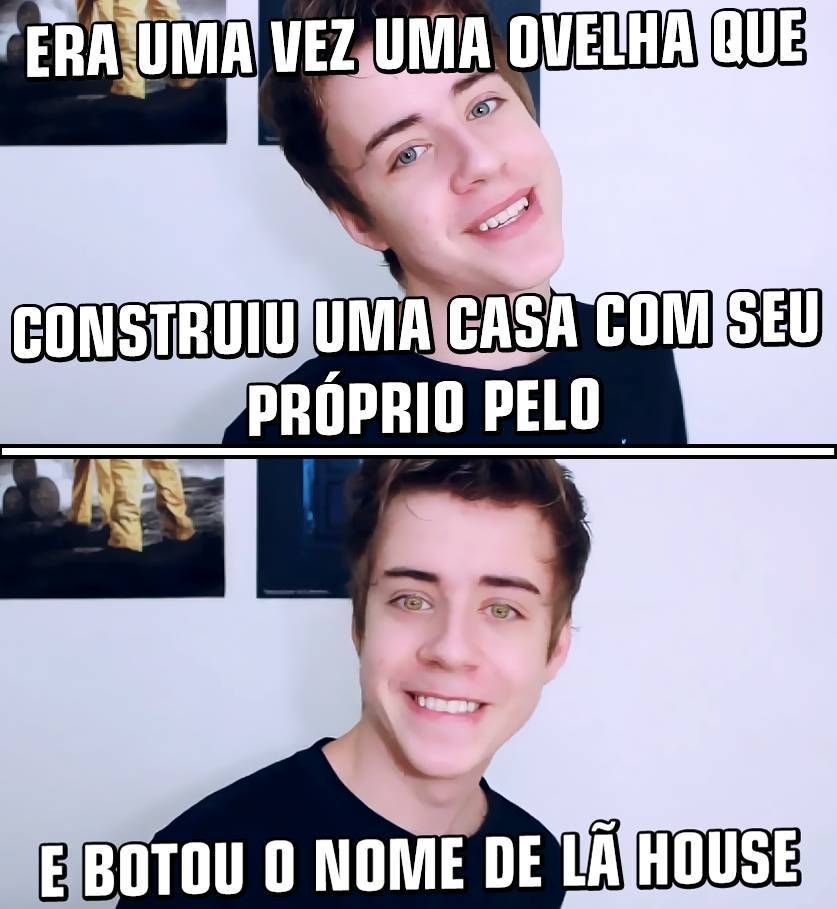 ERA UMA VEZ UMA OVELHA QUE
CONSTRUIU UMA CASA COM SEU
PRÓPRIO PELO
E BOTOU O NOME DE LÃ HOUSE